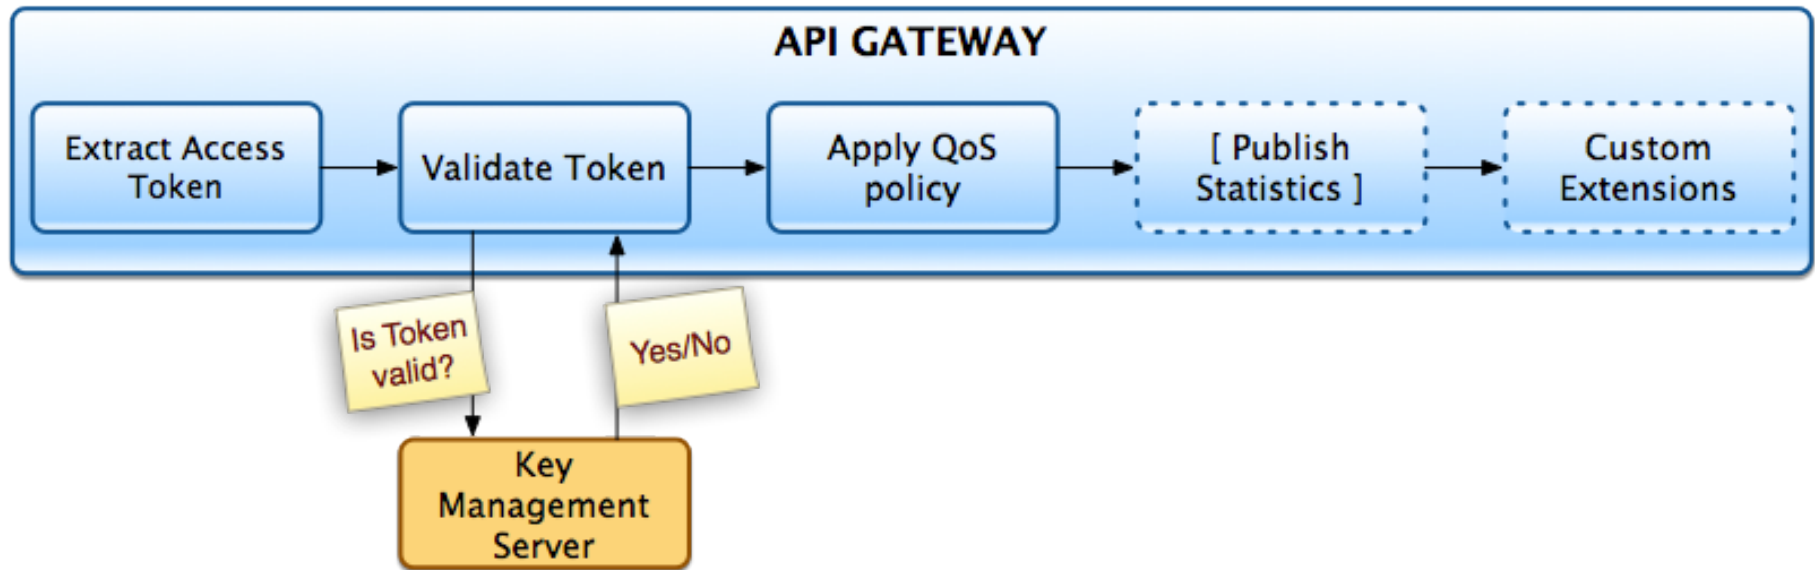 API GATEWAY
Extract Access
Token
Validate Token
Apply QoS
policy
[ Publish
Statistics ]
Custom
Extensions
Is Token
valid?
Yes/No
Key
Management
Server